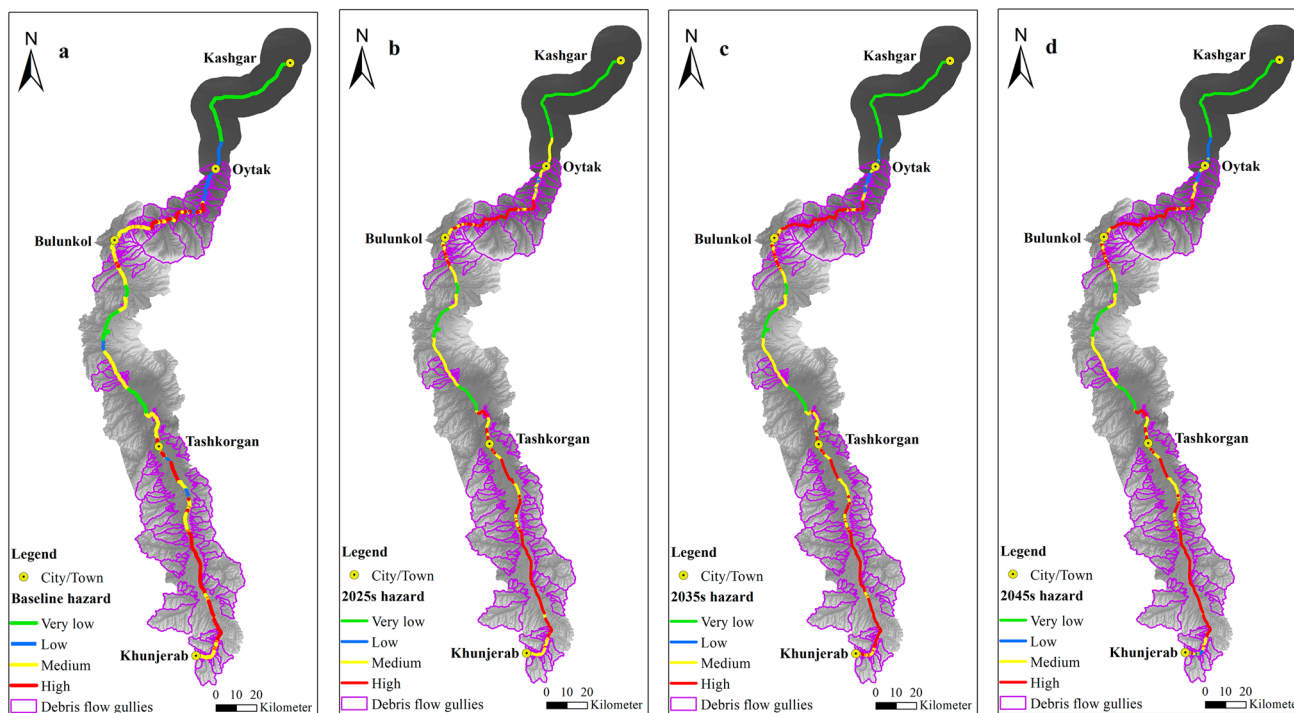 N
a
Kashgar
Oytak
Bulunkol
Tashkorgan
Khunjerab
Legend
City/Town
Baseline hazard
Very low
Low
Medium
High
Debris flow gullies
0 10 20
Kilometer
N
b
Kashgar
Oytak
Bulunkol
Tashkorgan
Khunjerab
Legend
City/Town
2025s hazard
Very low
Low
Medium
High
Debris flow gullies
0 10 20
Kilometer
N
c
Kashgar
Oytak
Bulunkol
Tashkorgan
Khunjerab
Legend
City/Town
2035s hazard
Very low
Low
Medium
High
Debris flow gullies
0 10 20
Kilometer
N
d
Kashgar
Oytak
Bulunkol
Tashkorgan
Khunjerab
Legend
City/Town
2045s hazard
Very low
Low
Medium
High
Debris flow gullies
0 10 20
Kilometer